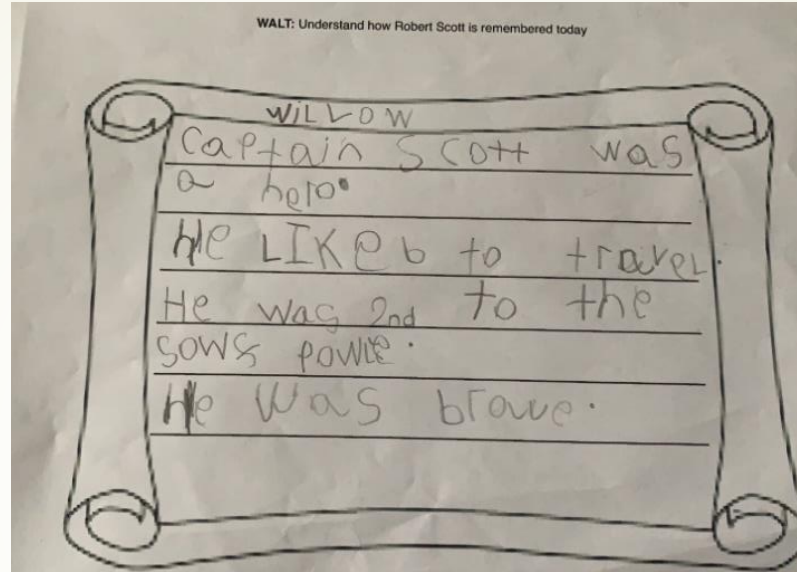 WALT: Understand how Robert Scott is remembered today
WiLLOW
Captain Scott was
a hero.
He LIKeb to travel.
He was 2nd to the
sows powle.
He was brave.